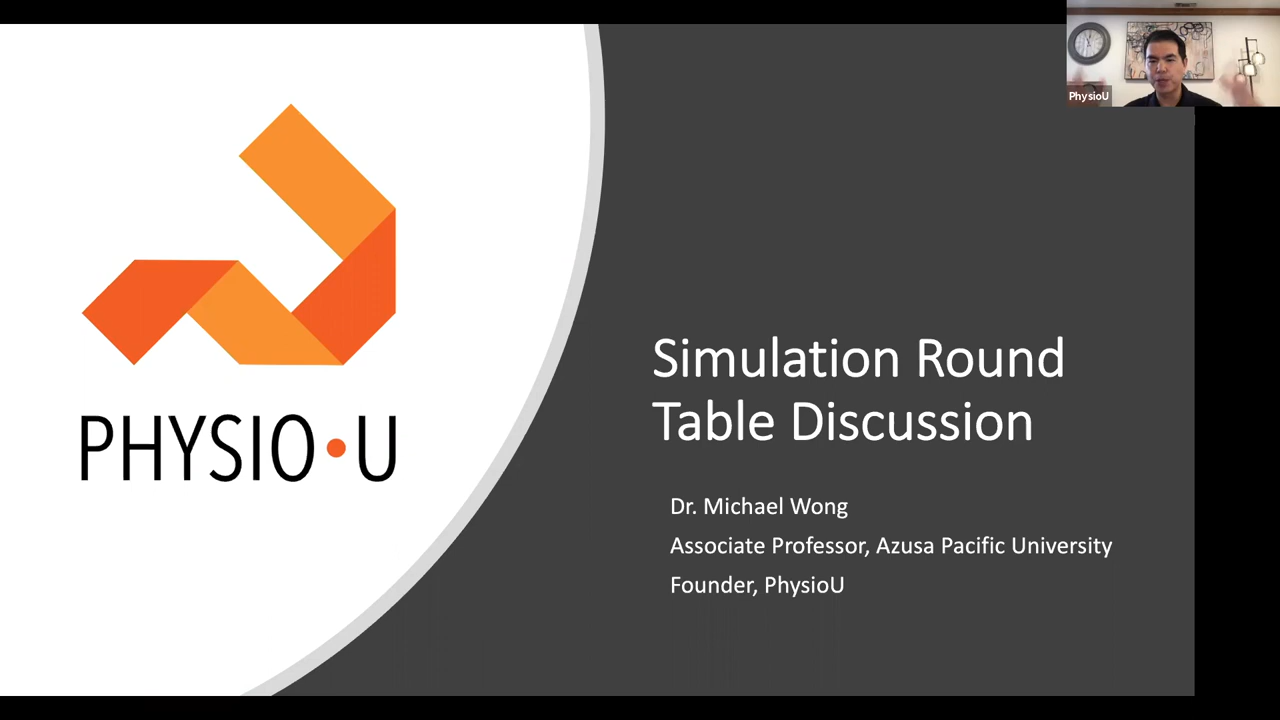 PhysioU
PHYSIO•U
Simulation Round
Table Discussion
Dr. Michael Wong
Associate Professor, Azusa Pacific University
Founder, PhysioU